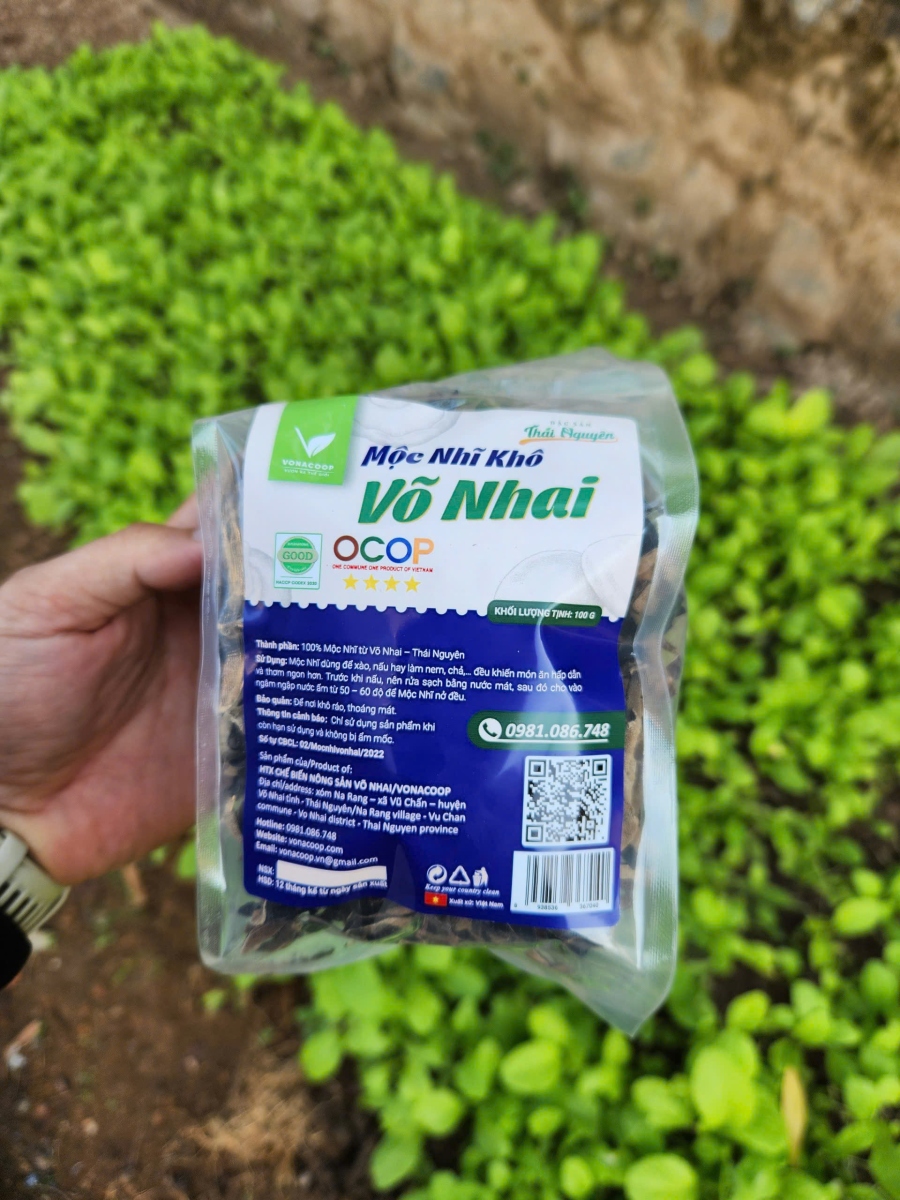 VONACOOP
ĐẶC SẢN
Thái Nguyên
Mộc Nhĩ Khô
Võ Nhai
GOOD
HACCP CODEX 2020
OCOP
ONE COMMUNE ONE PRODUCT OF VIETNAM
KHỐI LƯỢNG TỊNH: 100 G
Thành phần: 100% Mộc Nhĩ từ Võ Nhai – Thái Nguyên
Sử Dụng: Mộc Nhĩ dùng để xào, nấu hay làm nem, chả,... đều khiến món ăn hấp dẫn
và thơm ngon hơn. Trước khi nấu, nên rửa sạch bằng nước mát, sau đó cho vào
ngâm ngập nước ấm từ 50 – 60 độ để Mộc Nhĩ nở đều.
Bảo quản: Để nơi khô ráo, thoáng mát.
Thông tin cảnh báo: Chỉ sử dụng sản phẩm khi
còn hạn sử dụng và không bị ẩm mốc.
Số tự CBCL: 02/Mocnhivonhai/2022
0981.086.748
Sản phẩm của/Product of:
HTX CHẾ BIẾN NÔNG SẢN VÕ NHAI/VONACOOP
Địa chỉ/address: xóm Na Rang – xã Vũ Chấn – huyện
Võ Nhai tỉnh - Thái Nguyên/Na Rang village - Vu Chan
commune - Vo Nhai district - Thai Nguyen province
Hotline: 0981.086.748
Website: vonacoop.com
Email: vonacoop.vn@gmail.com
NSX:
HSD: 12 tháng kể từ ngày sản xuất
Keep your country clean
Xuất xứ: Việt Nam